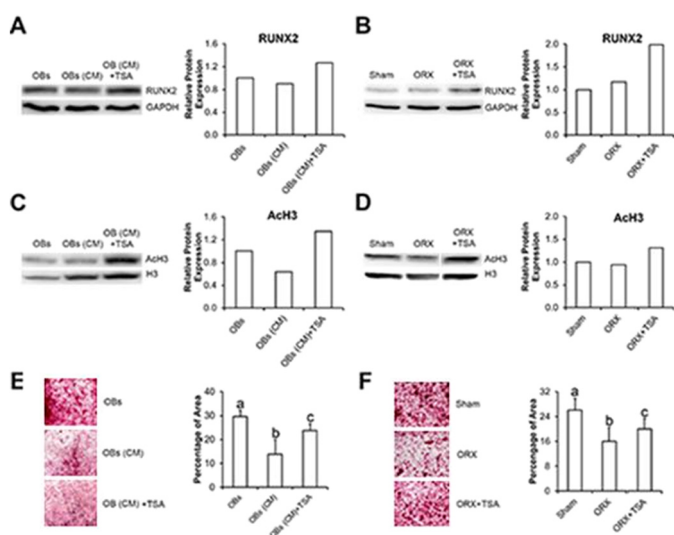 A
OBs
OBs (CM)
OB (CM)
+TSA
RUNX2
GAPDH
RUNX2
Relative Protein
Expression
1.6
1.2
0.8
0.4
0.0
OBs
OBs (CM)
OBs (CM)+TSA
B
Sham
ORX
ORX
+TSA
RUNX2
GAPDH
RUNX2
Relative Protein
Expression
2.0
1.5
1.0
0.5
0.0
Sham
ORX
ORX+TSA
C
OBs
OBs (CM)
OB (CM)
+TSA
AcH3
H3
AcH3
Relative Protein
Expression
1.6
1.2
0.8
0.4
0.0
OBs
OBs (CM)
OBs (CM)+TSA
D
Sham
ORX
ORX
+TSA
AcH3
H3
AcH3
Relative Protein
Expression
2.0
1.5
1.0
0.5
0.0
Sham
ORX
ORX+TSA
E
OBs
OBs (CM)
OB (CM) +TSA
Percentage of Area
40
30
20
10
0
a
b
c
OBs
OBs (CM)
OBs (CM)+TSA
F
Sham
ORX
ORX+TSA
Percengage of Area
32
24
16
8
0
a
b
c
Sham
ORX
ORX+TSA